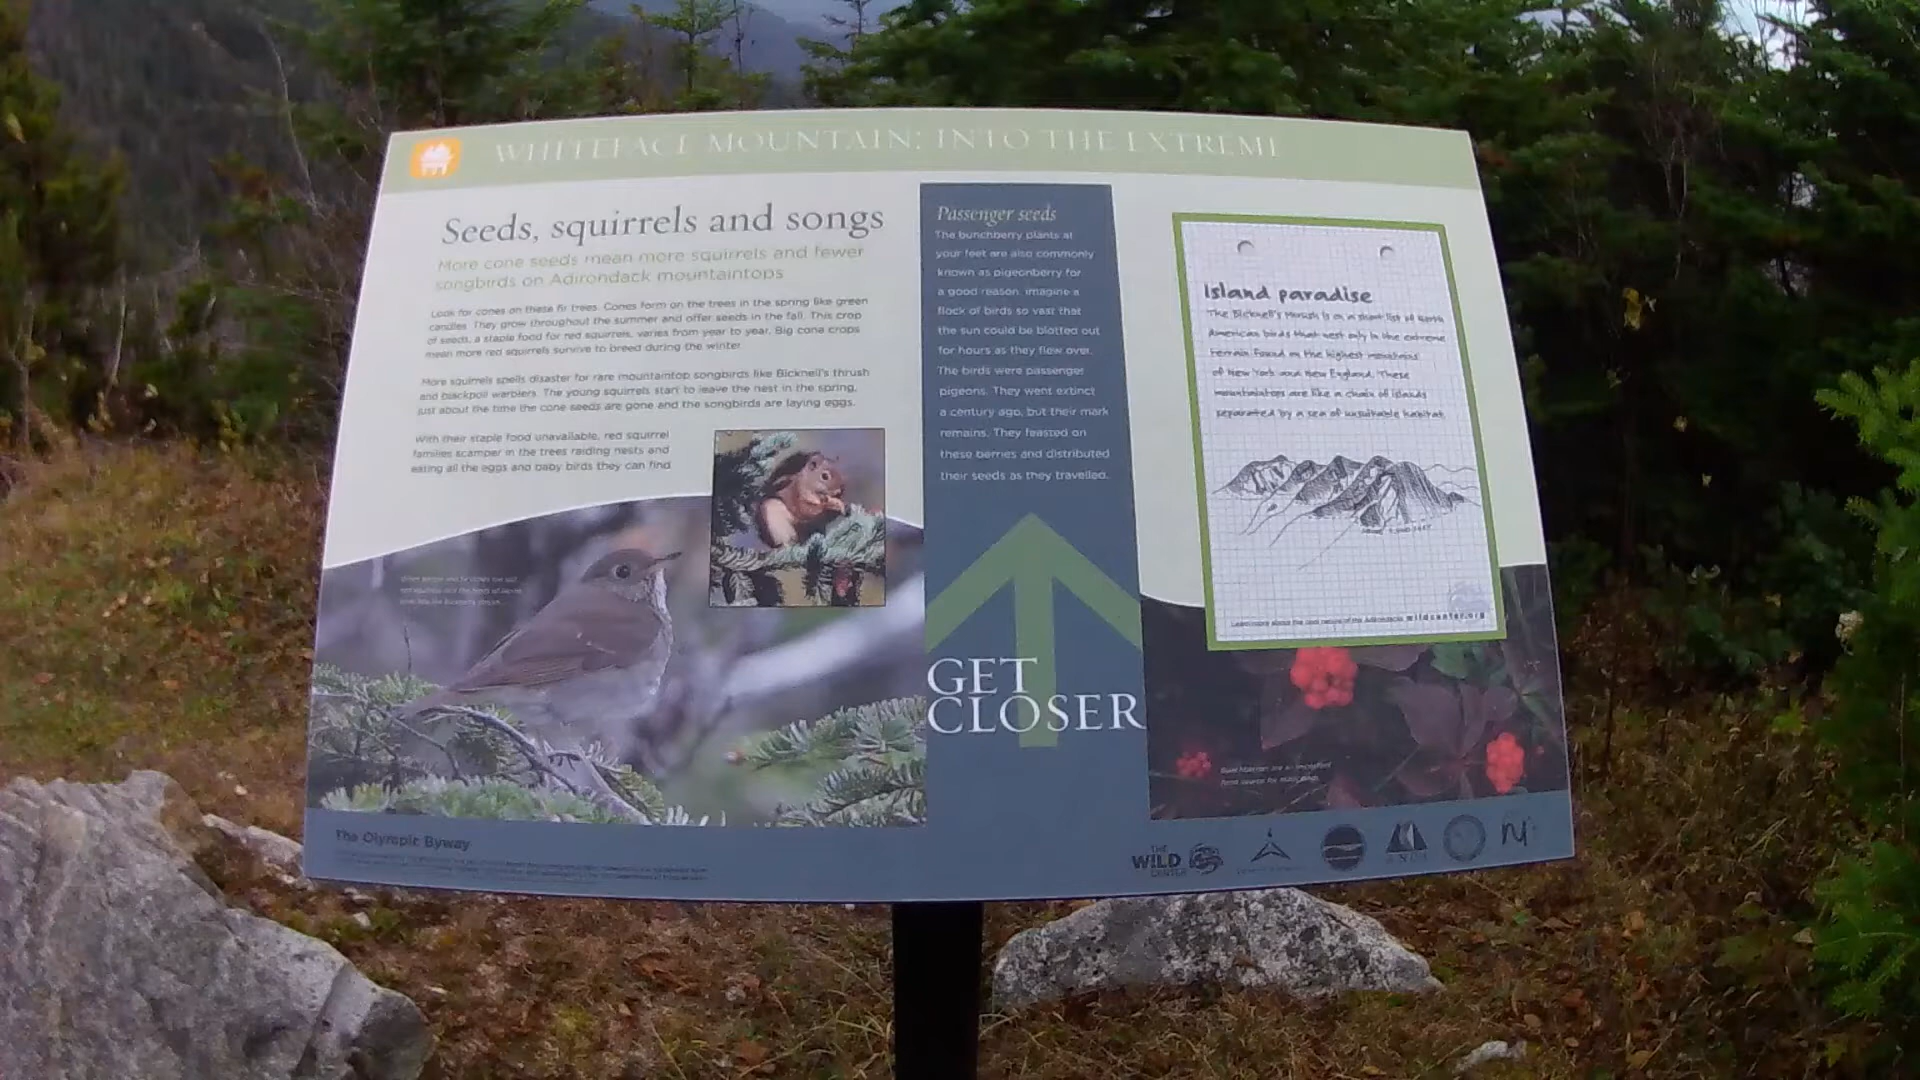 WHITEFACE MOUNTAIN: INTO THE EXTREME
Seeds, squirrels and songs
More cone seeds mean more squirrels and fewer
songbirds on Adirondack mountaintops
Look for cones on these fir trees. Cones form on the trees in the spring like green
candles. They grow throughout the summer and offer seeds in the fall. This crop
of seeds, a staple food for red squirrels, varies from year to year. Big cone crops
mean more red squirrels survive to breed during the winter.
More squirrels spells disaster for rare mountaintop songbirds like Bicknell's thrush
and blackpoll warblers. The young squirrels start to leave the nest in the spring,
just about the time the cone seeds are gone and the songbirds are laying eggs.
With their staple food unavailable, red squirrel
families scamper in the trees raiding nests and
eating all the eggs and baby birds they can find
Passenger seeds
The bunchberry plants at
your feet are also commonly
known as pigeonberry for
a good reason. Imagine a
flock of birds so vast that
the sun could be blotted out
for hours as they flew over.
The birds were passenger
pigeons. They went extinct
a century ago, but their mark
remains. They feasted on
these berries and distributed
their seeds as they travelled.
GET
CLOSER
Island paradise
The Bicknell's thrush is on a short list of North
American birds that nest only in the extreme
terrain found on the highest mountains
of New York and New England. These
mountaintops are like a chain of islands
separated by a sea of unsuitable habitat.
Learn more about the wild nature of the Adirondacks wildcenter.org
The Olympic Byway
THE
WILD
CENTER